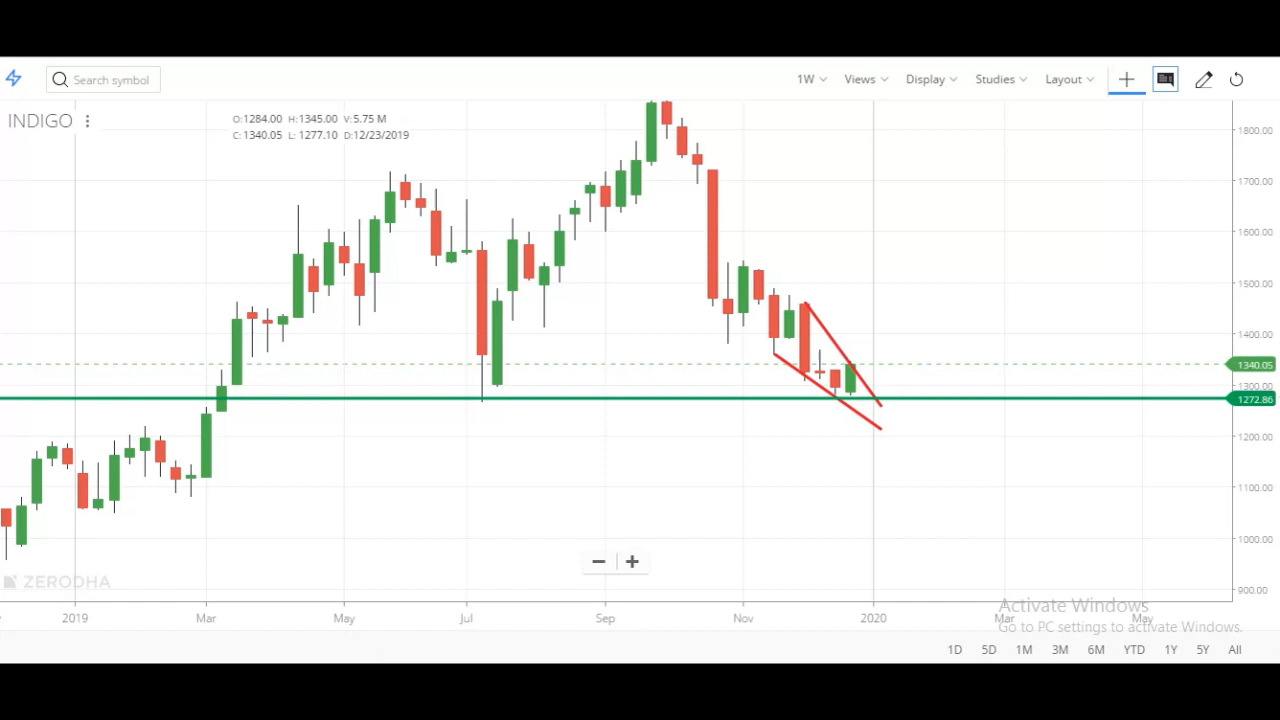 Search symbol
1W Views Display Studies Layout
INDIGO
O:1284.00 H:1345.00 V:5.75 M
C:1340.05 L: 1277.10 D:12/23/2019
1800.00
1700.00
1600.00
1500.00
1400.00
1340.05
1300.00
1272.86
1200.00
1100.00
1000.00
900.00
ZERODHA
2019 Mar May Jul Sep Nov 2020 Mar May
Activate Windows
Go to PC settings to activate Windows.
1D 5D 1M 3M 6M YTD 1Y 5Y All